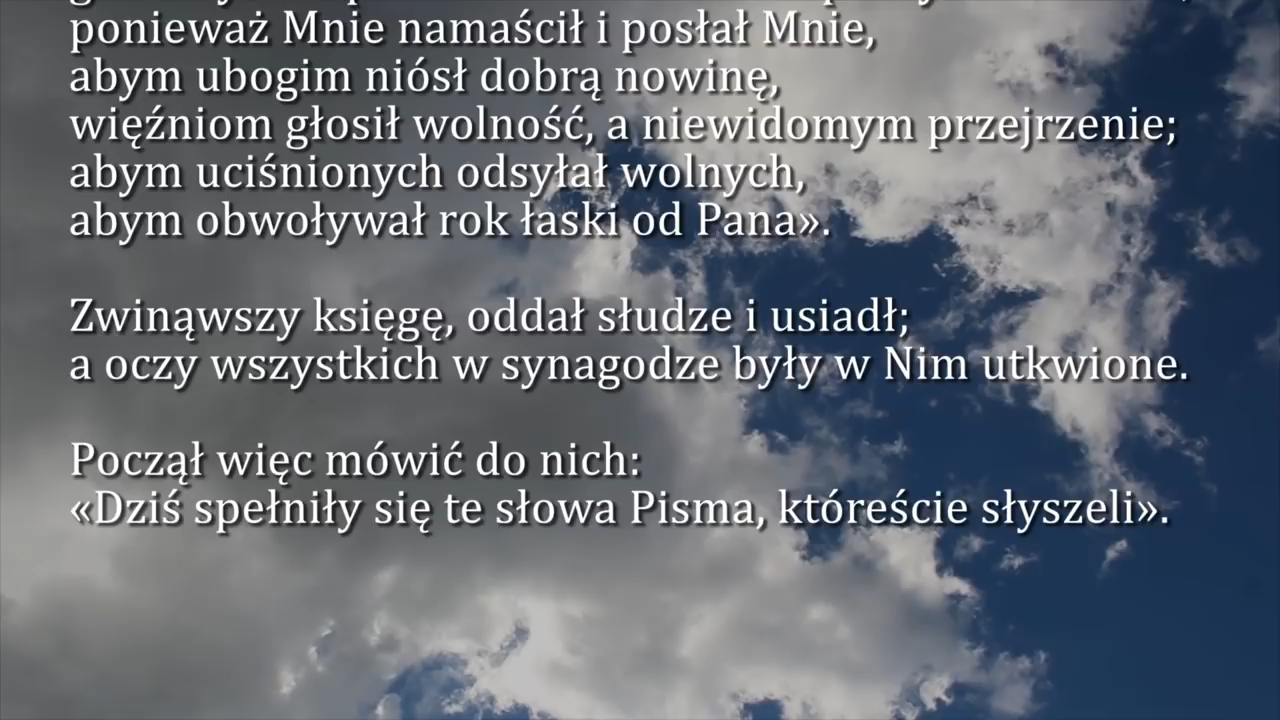 ponieważ Mnie namaścił i posłał Mnie,
abym ubogim niósł dobrą nowinę,
więźniom głosił wolność, a niewidomym przejrzenie;
abym uciśnionych odsyłał wolnych,
abym obwoływał rok łaski od Pana».
Zwinąwszy księgę, oddał słudze i usiadł;
a oczy wszystkich w synagodze były w Nim utkwione.
Począł więc mówić do nich:
«Dziś spełniły się te słowa Pisma, któreście słyszeli».